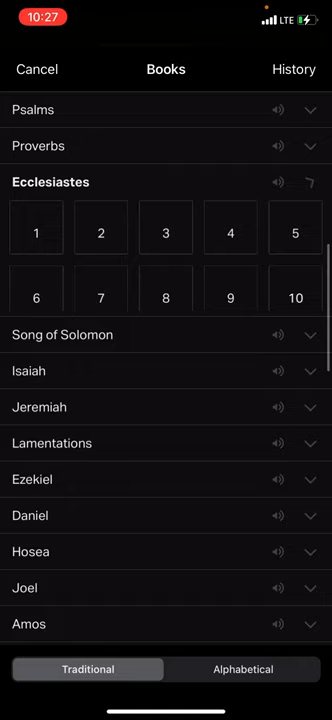 10:27
LTE
Cancel Books History
Psalms
Proverbs
Ecclesiastes
1 2 3 4 5
6 7 8 9 10
Song of Solomon
Isaiah
Jeremiah
Lamentations
Ezekiel
Daniel
Hosea
Joel
Amos
Traditional Alphabetical